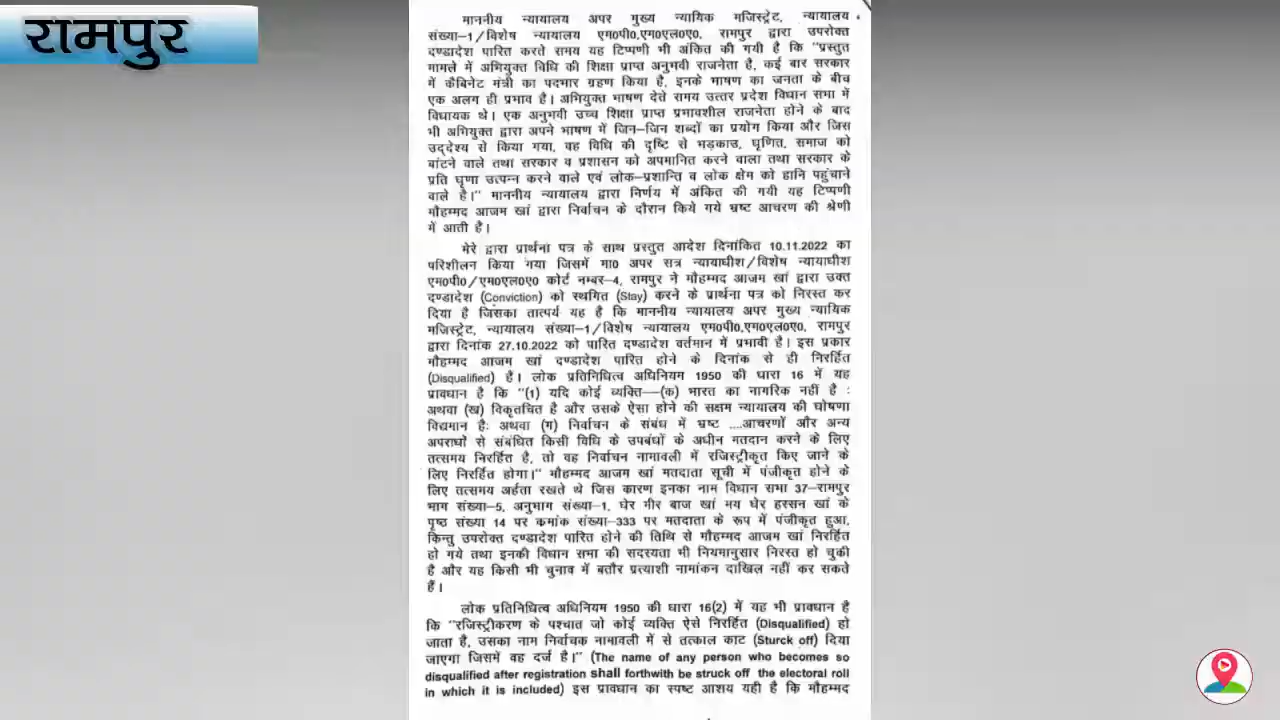 रामपुर
माननीय न्यायालय अपर मुख्य न्यायिक मजिस्ट्रेट, न्यायालय
संख्या-1/विशेष न्यायालय एम0पी0,एम0एल0ए0, रामपुर द्वारा उपरोक्त
दण्डादेश पारित करते समय यह टिप्पणी भी अंकित की गयी है कि "प्रस्तुत
मामले में अभियुक्त विधि की शिक्षा प्राप्त अनुभवी राजनेता है, कई बार सरकार
में कैबिनेट मंत्री का पदभार ग्रहण किया है, इनके भाषण का जनता के बीच
एक अलग ही प्रभाव है। अभियुक्त भाषण देते समय उत्तर प्रदेश विधान सभा में
विधायक थे। एक अनुभवी उच्च शिक्षा प्राप्त प्रभावशील राजनेता होने के बाद
भी अभियुक्त द्वारा अपने भाषण में जिन-जिन शब्दों का प्रयोग किया और जिस
उद्देश्य से किया गया, वह विधि की दृष्टि से भड़काउ, घृणित, समाज को
बांटने वाले तथा सरकार व प्रशासन को अपमानित करने वाला तथा सरकार के
प्रति घृणा उत्पन्न करने वाले एवं लोक-प्रशान्ति व लोक क्षेम को हानि पहुंचाने
वाले है।" माननीय न्यायालय द्वारा निर्णय में अंकित की गयी यह टिप्पणी
मौहम्मद आजम खां द्वारा निर्वाचन के दौरान किये गये भ्रष्ट आचरण की श्रेणी
में आती है।
मेरे द्वारा प्रार्थना पत्र के साथ प्रस्तुत आदेश दिनांकित 10.11.2022 का
परिशीलन किया गया जिसमें मा0 अपर सत्र न्यायाधीश/विशेष न्यायाधीश
एम0पी0/एम0एल0ए0 कोर्ट नम्बर-4, रामपुर ने मौहम्मद आजम खां द्वारा उक्त
दण्डादेश (Conviction) को स्थगित (Stay) करने के प्रार्थना पत्र को निरस्त कर
दिया है जिसका तात्पर्य यह है कि माननीय न्यायालय अपर मुख्य न्यायिक
मजिस्ट्रेट, न्यायालय संख्या-1/विशेष न्यायालय एम0पी0,एम0एल0ए0, रामपुर
द्वारा दिनांक 27.10.2022 को पारित दण्डादेश वर्तमान में प्रभावी है। इस प्रकार
मौहम्मद आजम खां दण्डादेश पारित होने के दिनांक से ही निरर्हित
(Disqualified) हैं। लोक प्रतिनिधित्व अधिनियम 1950 की धारा 16 में यह
प्रावधान है कि "(1) यदि कोई व्यक्ति—(क) भारत का नागरिक नहीं है :
अथवा (ख) विकृतचित है और उसके ऐसा होने की सक्षम न्यायालय की घोषणा
विद्यमान है: अथवा (ग) निर्वाचन के संबंध में भ्रष्ट ....आचरणों और अन्य
अपराधों से संबंधित किसी विधि के उपबंधों के अधीन मतदान करने के लिए
तत्समय निरर्हित है, तो वह निर्वाचन नामावली में रजिस्ट्रीकृत किए जाने के
लिए निरर्हित होगा।" मौहम्मद आजम खां मतदाता सूची में पंजीकृत होने के
लिए तत्समय अर्हता रखते थे जिस कारण इनका नाम विधान सभा 37-रामपुर
भाग संख्या-5, अनुभाग संख्या-1, घेर मीर बाज खां मय घेर हस्सन खां के
पृष्ठ संख्या 14 पर कमांक संख्या-333 पर मतदाता के रूप में पंजीकृत हुआ,
किन्तु उपरोक्त दण्डादेश पारित होने की तिथि से मौहम्मद आजम खां निरर्हित
हो गये तथा इनकी विधान सभा की सदस्यता भी नियमानुसार निरस्त हो चुकी
है और यह किसी भी चुनाव में बतौर प्रत्याशी नामांकन दाखिल नहीं कर सकते
हैं।
लोक प्रतिनिधित्व अधिनियम 1950 की धारा 16(2) में यह भी प्रावधान है
कि "रजिस्ट्रीकरण के पश्चात जो कोई व्यक्ति ऐसे निरर्हित (Disqualified) हो
जाता है, उसका नाम निर्वाचक नामावली में से तत्काल काट (Sturck off) दिया
जाएगा जिसमें वह दर्ज है।" (The name of any person who becomes so
disqualified after registration shall forthwith be struck off the electoral roll
in which it is included) इस प्रावधान का स्पष्ट आशय यही है कि मौहम्मद